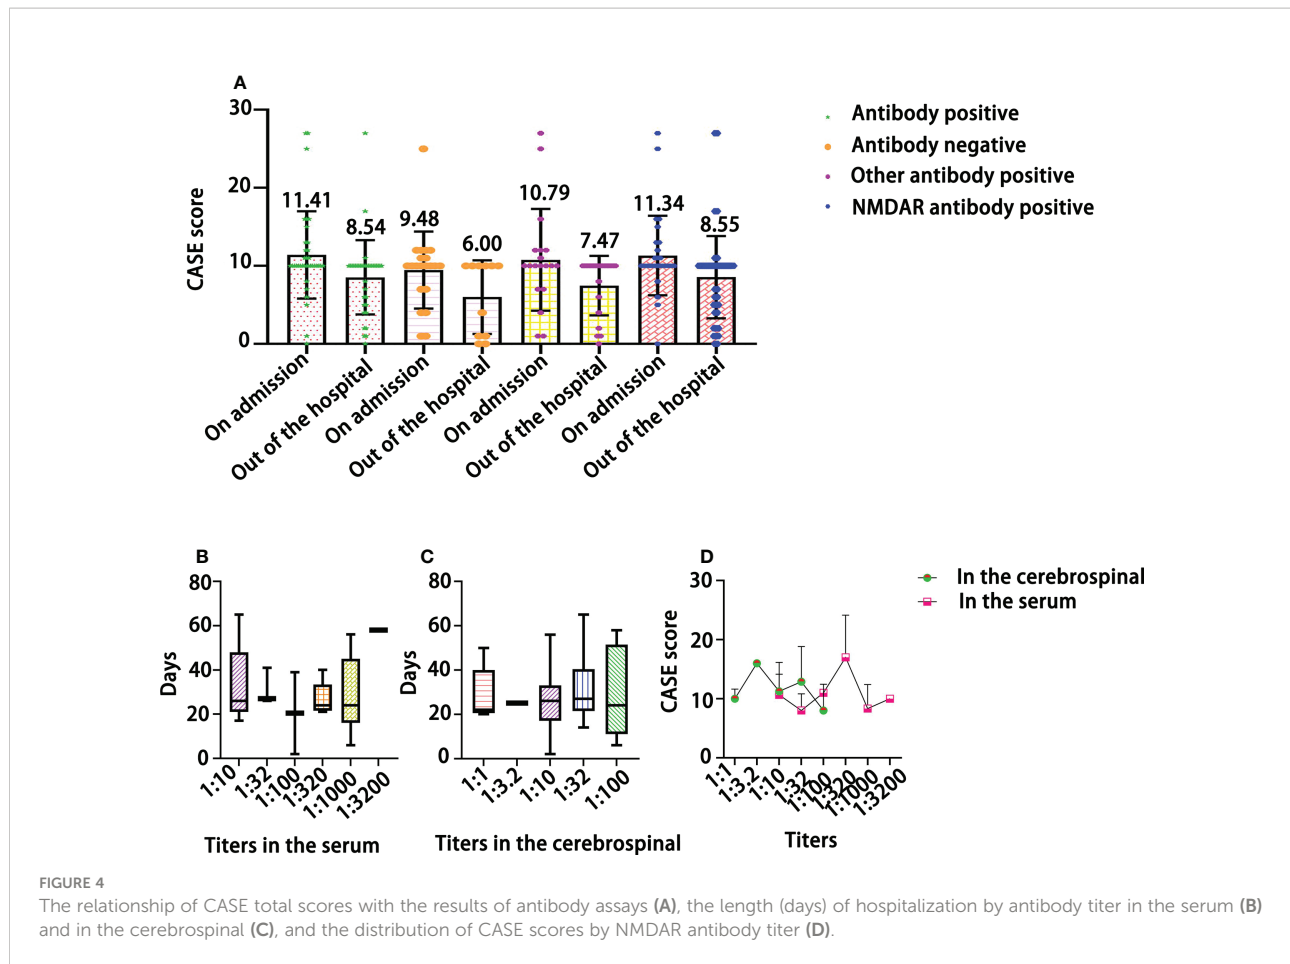 A
30
20
10
0
CASE score
11.41
8.54
9.48
6.00
10.79
7.47
11.34
8.55
On admission
Out of the hospital
On admission
Out of the hospital
On admission
Out of the hospital
On admission
Out of the hospital
Antibody positive
Antibody negative
Other antibody positive
NMDAR antibody positive
B
80
60
40
20
0
Days
1:10
1:32
1:100
1:320
1:1000
1:3200
Titers in the serum
C
80
60
40
20
0
Days
1:1
1:3.2
1:10
1:32
1:100
Titers in the cerebrospinal
D
30
20
10
0
CASE score
1:1
1:3.2
1:10
1:32
1:100
1:320
1:1000
1:3200
Titers
In the cerebrospinal
In the serum
FIGURE 4
The relationship of CASE total scores with the results of antibody assays (A), the length (days) of hospitalization by antibody titer in the serum (B)
and in the cerebrospinal (C), and the distribution of CASE scores by NMDAR antibody titer (D).